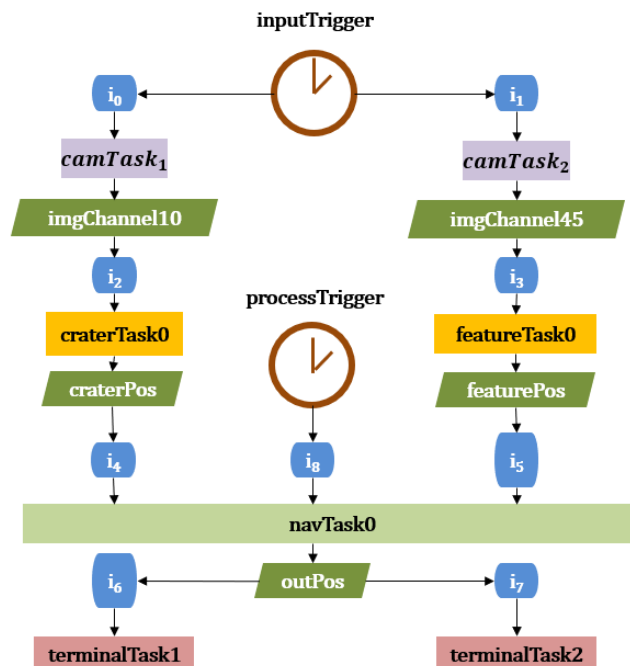 inputTrigger
i₀
i₁
camTask₁
camTask₂
imgChannel10
imgChannel45
i₂
i₃
processTrigger
craterTask0
featureTask0
craterPos
featurePos
i₄
i₈
i₅
navTask0
i₆
outPos
i₇
terminalTask1
terminalTask2